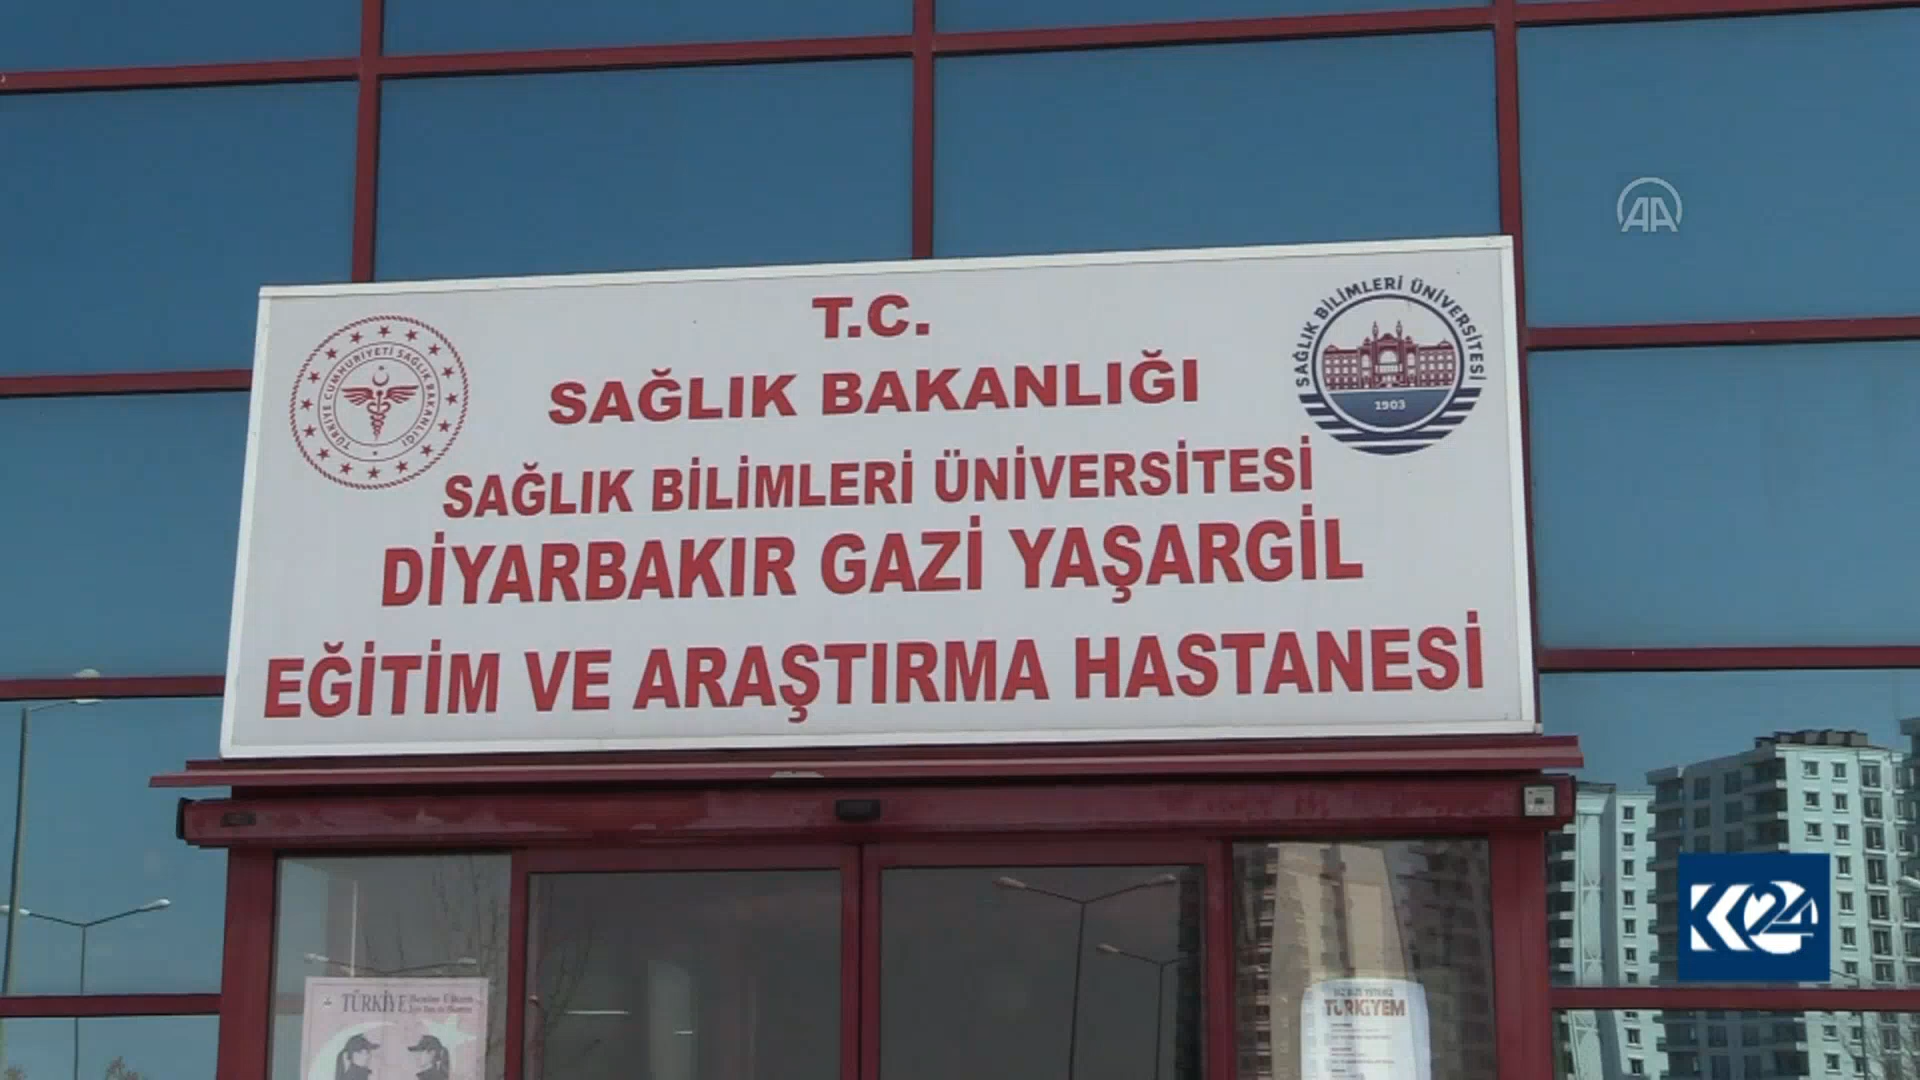 T.C.
SAĞLIK BAKANLIĞI
SAĞLIK BİLİMLERİ ÜNİVERSİTESİ
DİYARBAKIR GAZİ YAŞARGİL
EĞİTİM VE ARAŞTIRMA HASTANESİ
TÜRKİYE CUMHURİYETİ SAĞLIK BAKANLIĞI
SAĞLIK BİLİMLERİ ÜNİVERSİTESİ
1903
AA
K24
TÜRKİYE
TÜRKİYEM